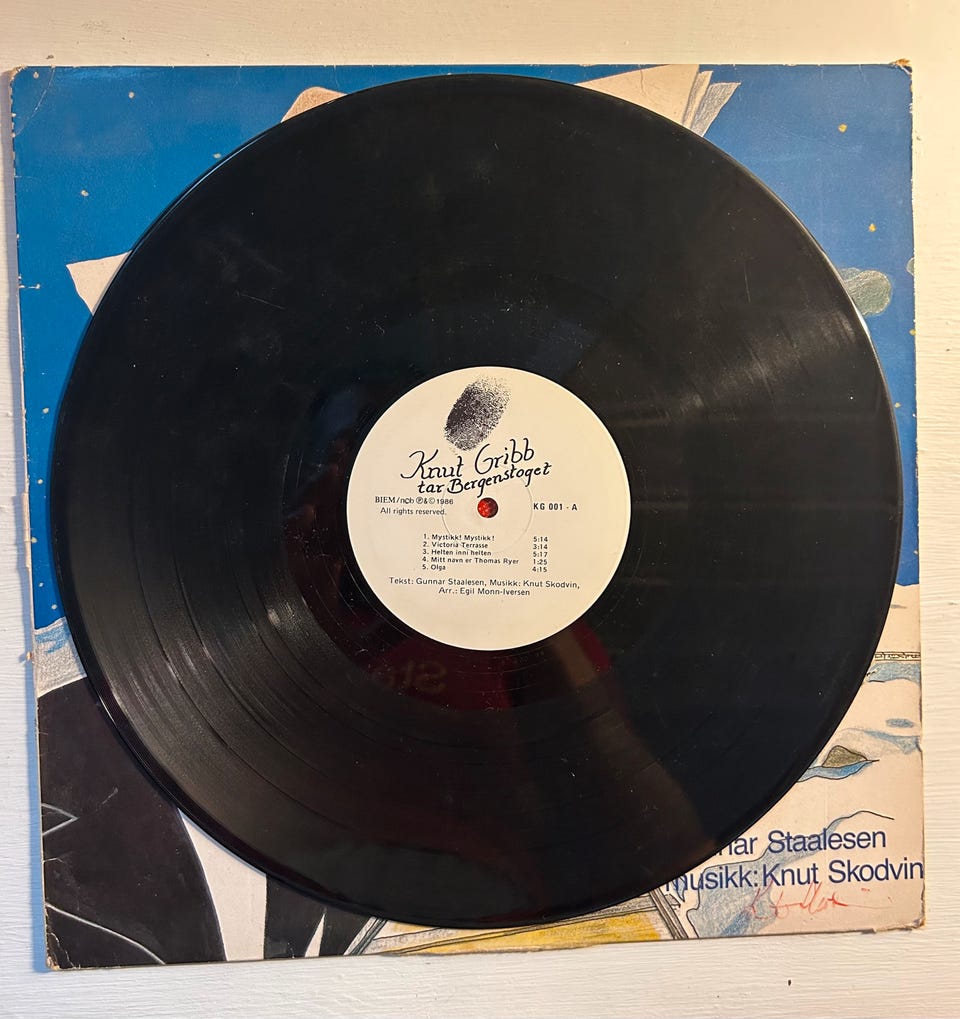 Knut Gribb
tar Bergenstoget
BIEM/ncb ℗&©1986
All rights reserved.
KG 001 - A
1. Mystikk! Mystikk! 5:14
2. Victoria Terrasse 3:14
3. Helten inni helten 5:17
4. Mitt navn er Thomas Ryer 1:25
5. Olga 4:15
Tekst: Gunnar Staalesen, Musikk: Knut Skodvin,
Arr.: Egil Monn-Iversen
nar Staalesen
Musikk: Knut Skodvin